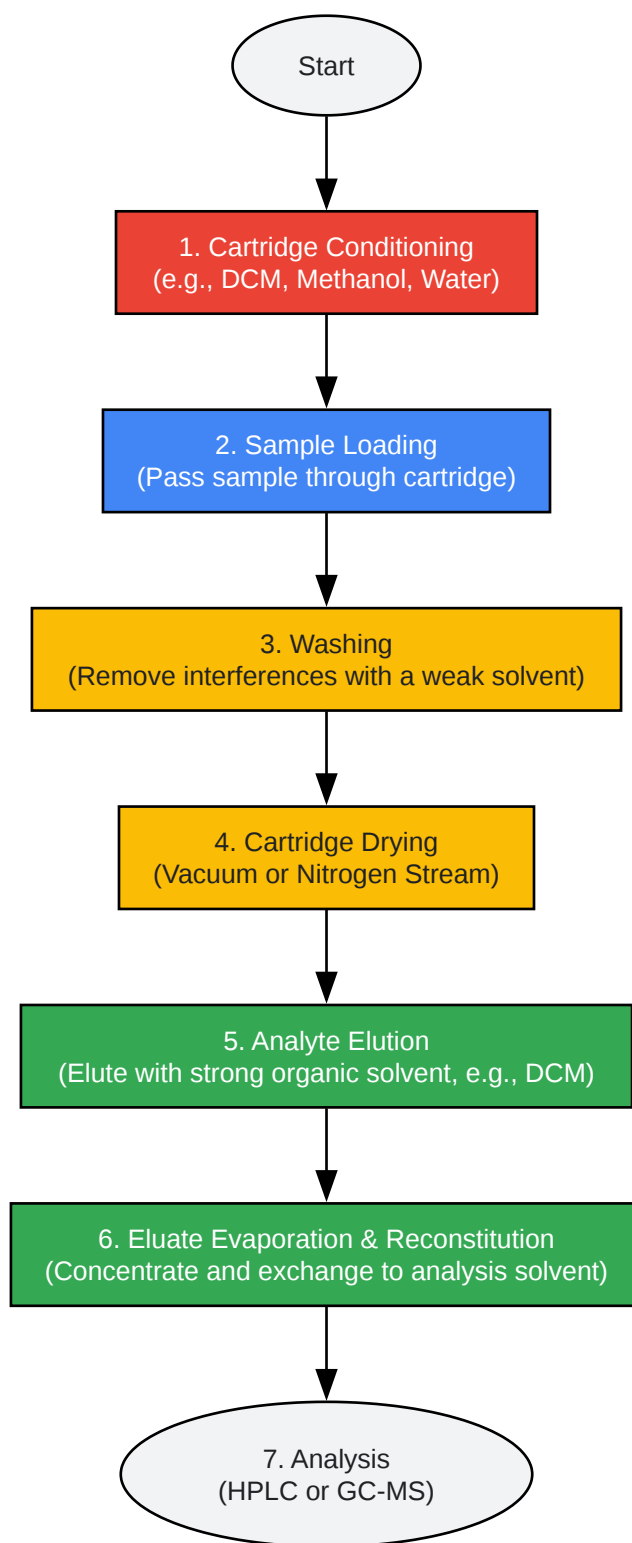 Start
1. Cartridge Conditioning
(e.g., DCM, Methanol, Water)
2. Sample Loading
(Pass sample through cartridge)
3. Washing
(Remove interferences with a weak solvent)
4. Cartridge Drying
(Vacuum or Nitrogen Stream)
5. Analyte Elution
(Elute with strong organic solvent, e.g., DCM)
6. Eluate Evaporation & Reconstitution
(Concentrate and exchange to analysis solvent)
7. Analysis
(HPLC or GC-MS)